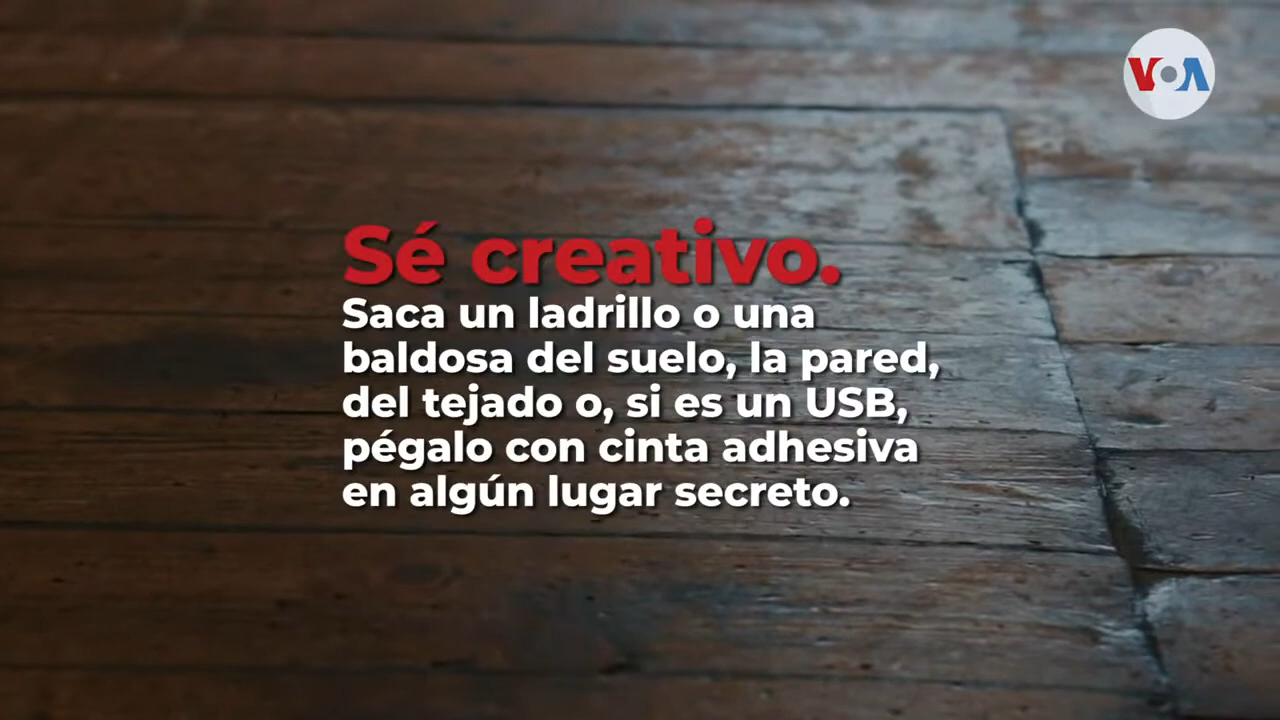 VOA
Sé creativo.
Saca un ladrillo o una
baldosa del suelo, la pared,
del tejado o, si es un USB,
pégalo con cinta adhesiva
en algún lugar secreto.